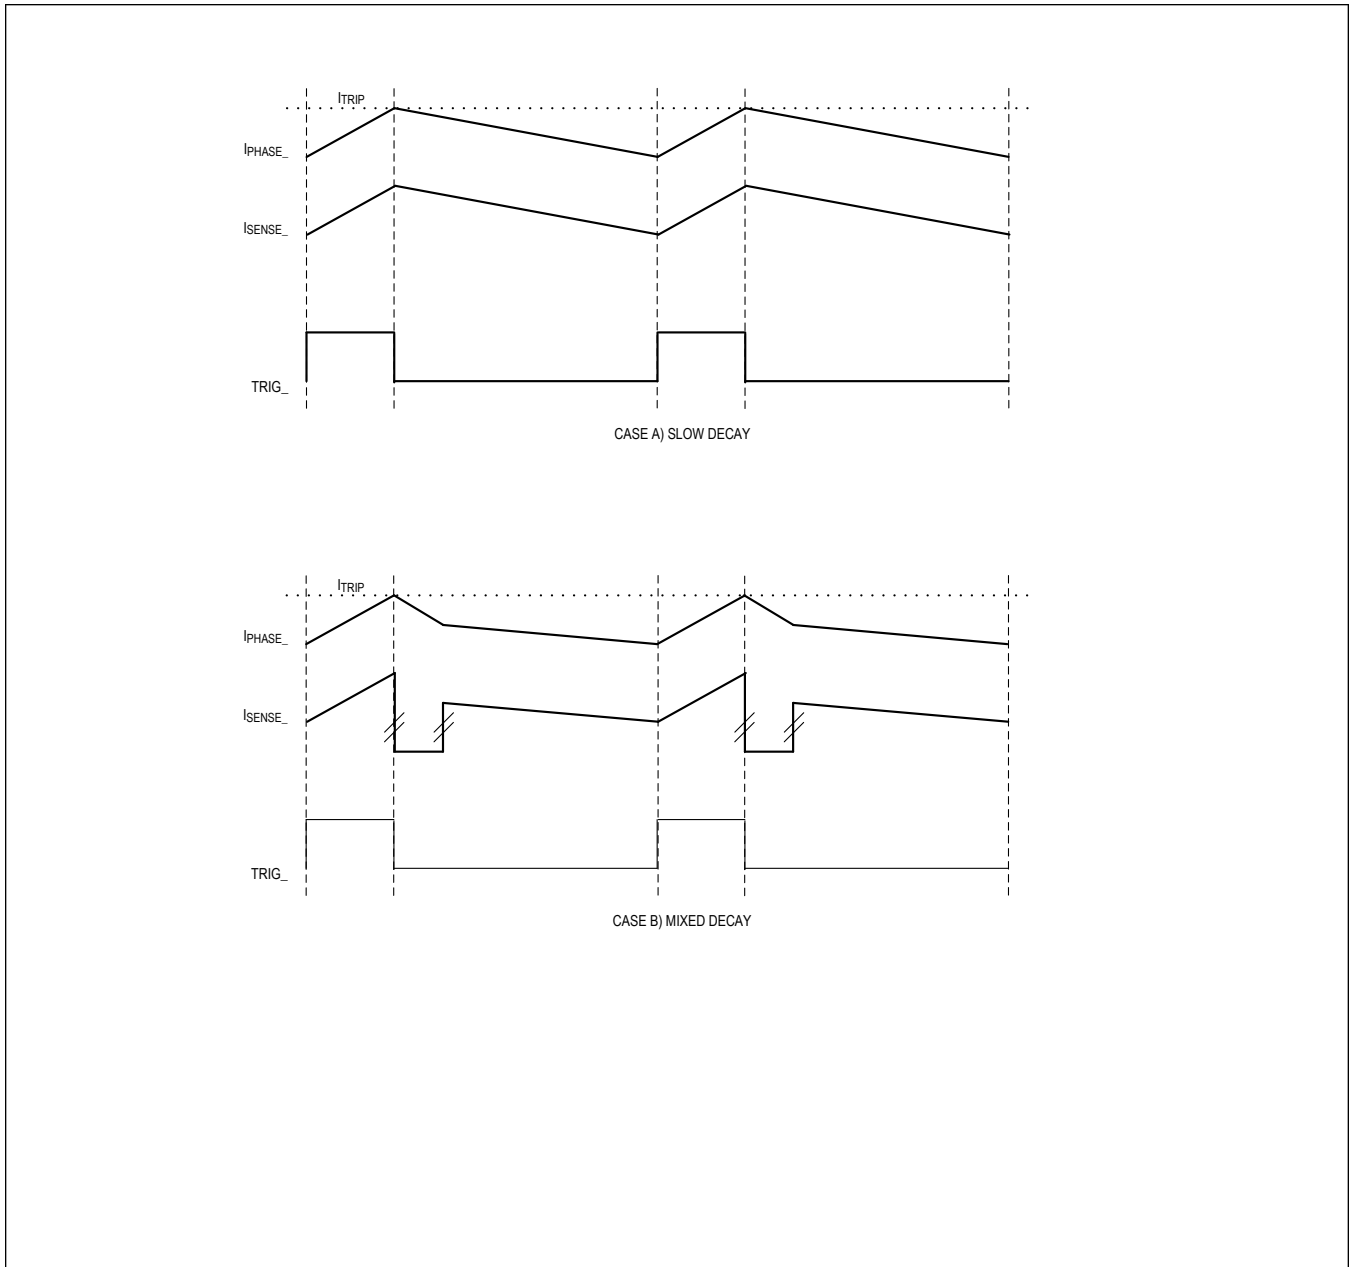 ITRIP
IPHASE_
ISENSE_
TRIG_
CASE A) SLOW DECAY
ITRIP
IPHASE_
ISENSE_
TRIG_
CASE B) MIXED DECAY